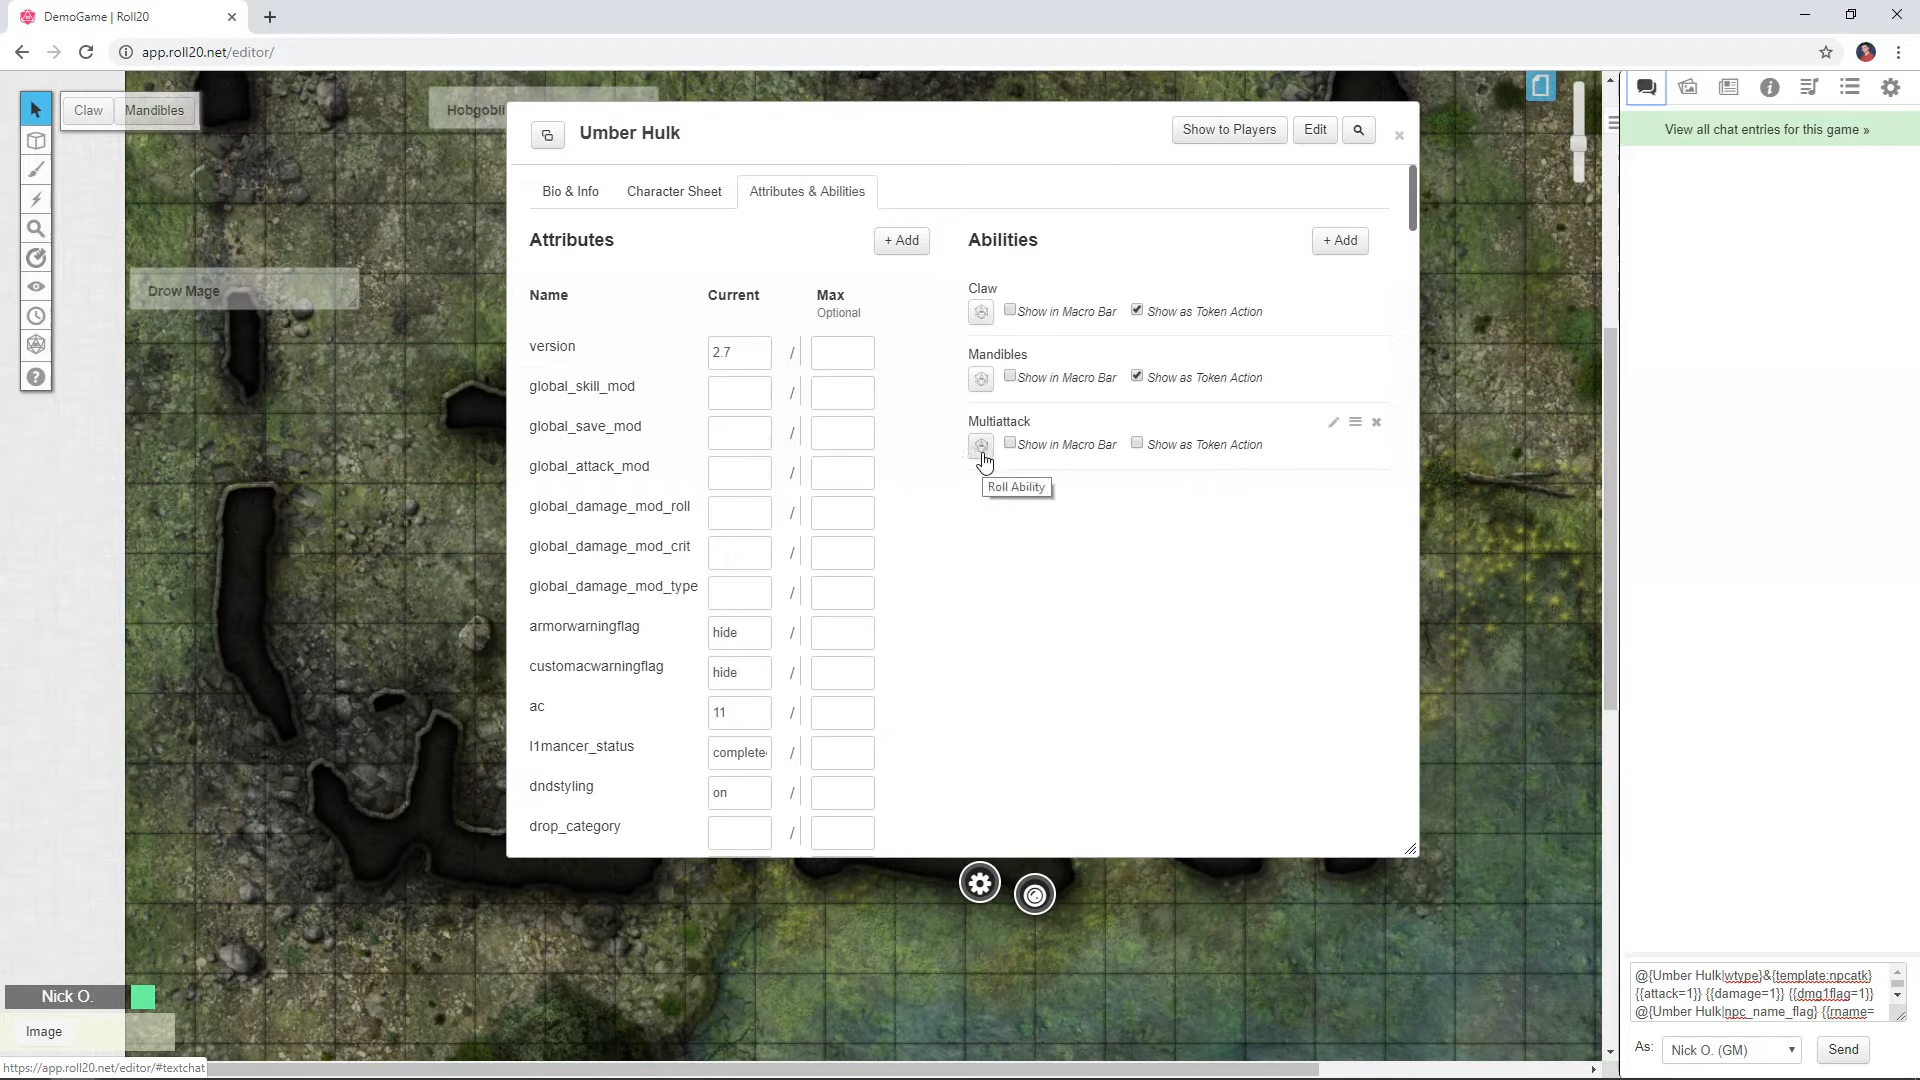 DemoGame | Roll20
app.roll20.net/editor/
Claw
Mandibles
Hobgobli
Drow Mage
Umber Hulk
Show to Players
Edit
Bio & Info
Character Sheet
Attributes & Abilities
Attributes
+ Add
Name
Current
Max
Optional
version
2.7
/
global_skill_mod
/
global_save_mod
/
global_attack_mod
/
global_damage_mod_roll
/
global_damage_mod_crit
/
global_damage_mod_type
/
armorwarningflag
hide
/
customacwarningflag
hide
/
ac
11
/
l1mancer_status
complete
/
dndstyling
on
/
drop_category
/
Abilities
+ Add
Claw
Show in Macro Bar
Show as Token Action
Mandibles
Show in Macro Bar
Show as Token Action
Multiattack
Show in Macro Bar
Show as Token Action
Roll Ability
View all chat entries for this game »
@{Umber Hulk|wtype}&{template:npcatk}
{{attack=1}} {{damage=1}} {{dmg1flag=1}}
@{Umber Hulk|npc_name_flag} {{rname=
As:
Nick O. (GM)
Send
Nick O.
Image
https://app.roll20.net/editor/#textchat